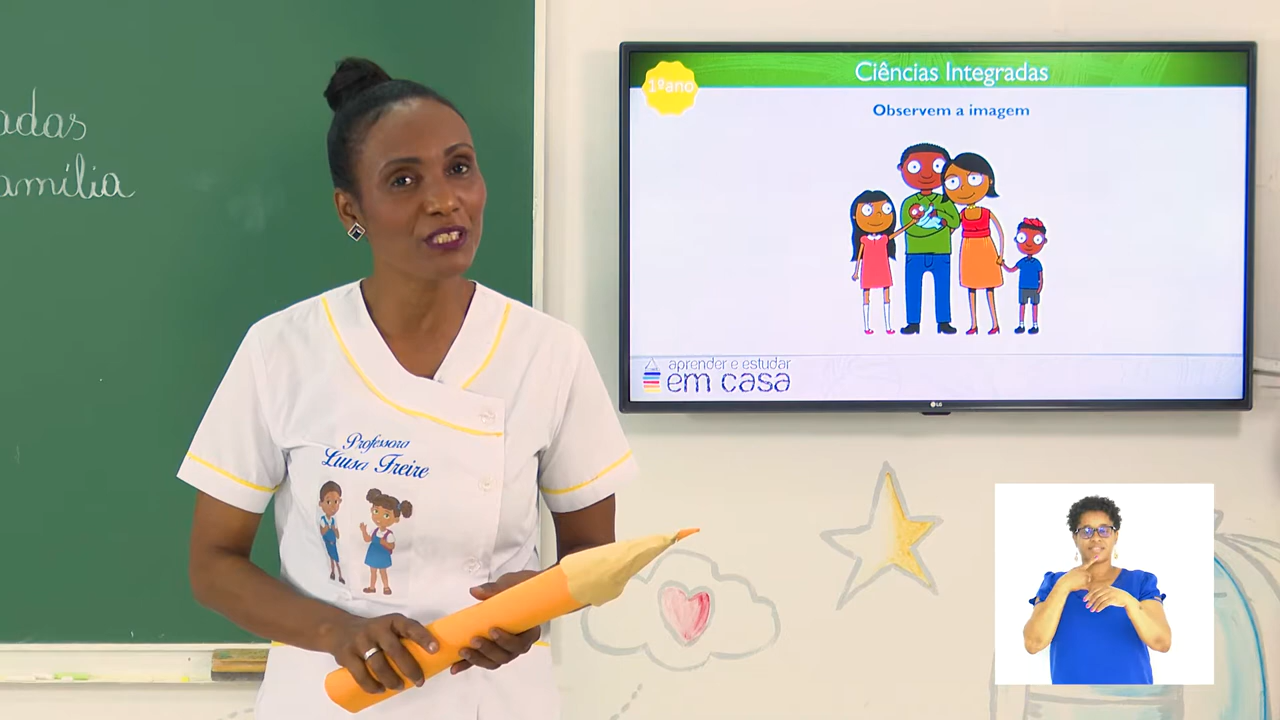 adas
amília
Professora
Luisa Freire
1ºano
Ciências Integradas
Observem a imagem
aprender e estudar
em casa
LG